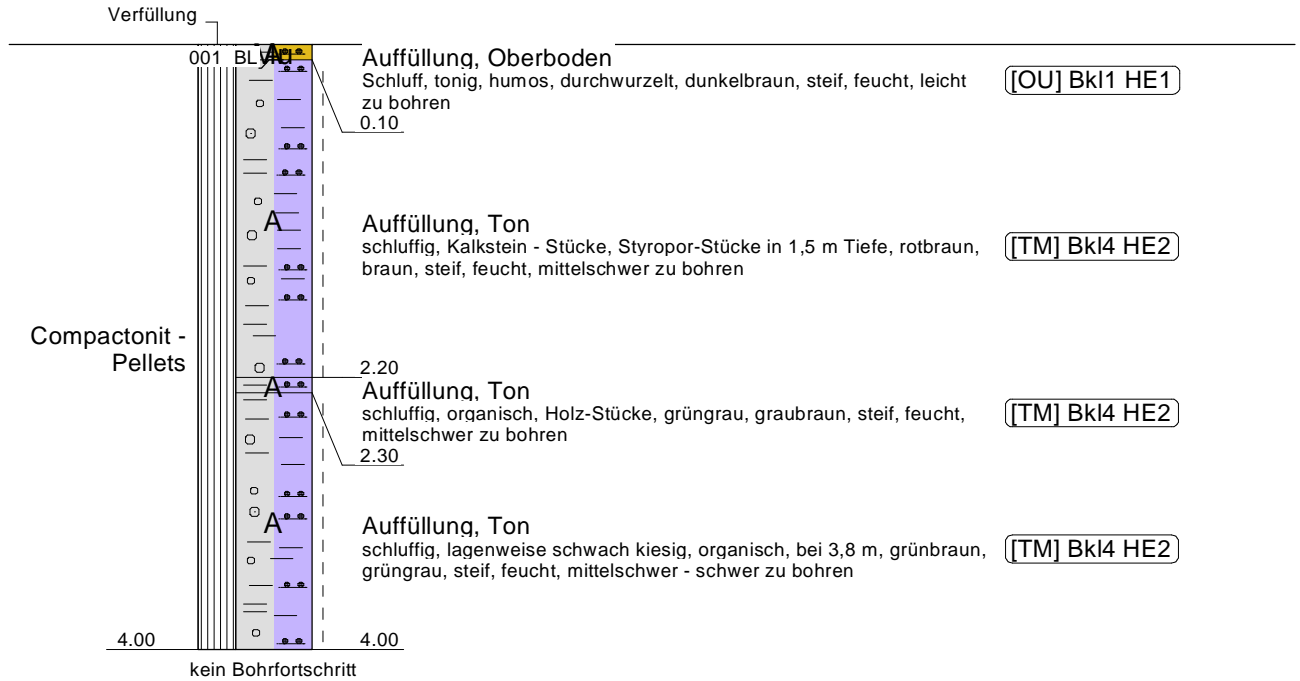 Verfüllung
001 BL
A
Auffüllung, Oberboden
Schluff, tonig, humos, durchwurzelt, dunkelbraun, steif, feucht, leicht
zu bohren
0.10
[OU] Bkl1 HE1
A
Auffüllung, Ton
schluffig, Kalkstein - Stücke, Styropor-Stücke in 1,5 m Tiefe, rotbraun,
braun, steif, feucht, mittelschwer zu bohren
[TM] Bkl4 HE2
Compactonit -
Pellets
2.20
A
Auffüllung, Ton
schluffig, organisch, Holz-Stücke, grüngrau, graubraun, steif, feucht,
mittelschwer zu bohren
2.30
[TM] Bkl4 HE2
A
Auffüllung, Ton
schluffig, lagenweise schwach kiesig, organisch, bei 3,8 m, grünbraun,
grüngrau, steif, feucht, mittelschwer - schwer zu bohren
[TM] Bkl4 HE2
4.00
4.00
kein Bohrfortschritt